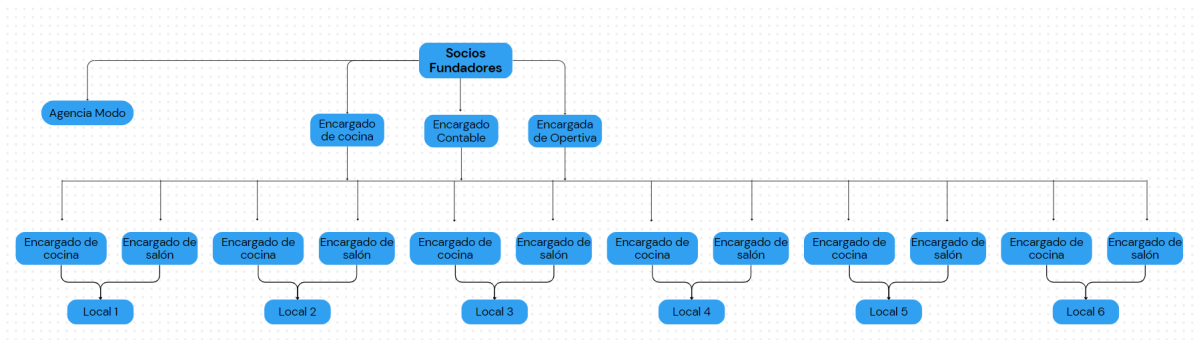 Socios
Fundadores
Agencia Modo
Encargado
de cocina
Encargado
Contable
Encargada
de Opertiva
Encargado de
cocina
Encargado de
salón
Encargado de
cocina
Encargado de
salón
Encargado de
cocina
Encargado de
salón
Encargado de
cocina
Encargado de
salón
Encargado de
cocina
Encargado de
salón
Encargado de
cocina
Encargado de
salón
Local 1
Local 2
Local 3
Local 4
Local 5
Local 6